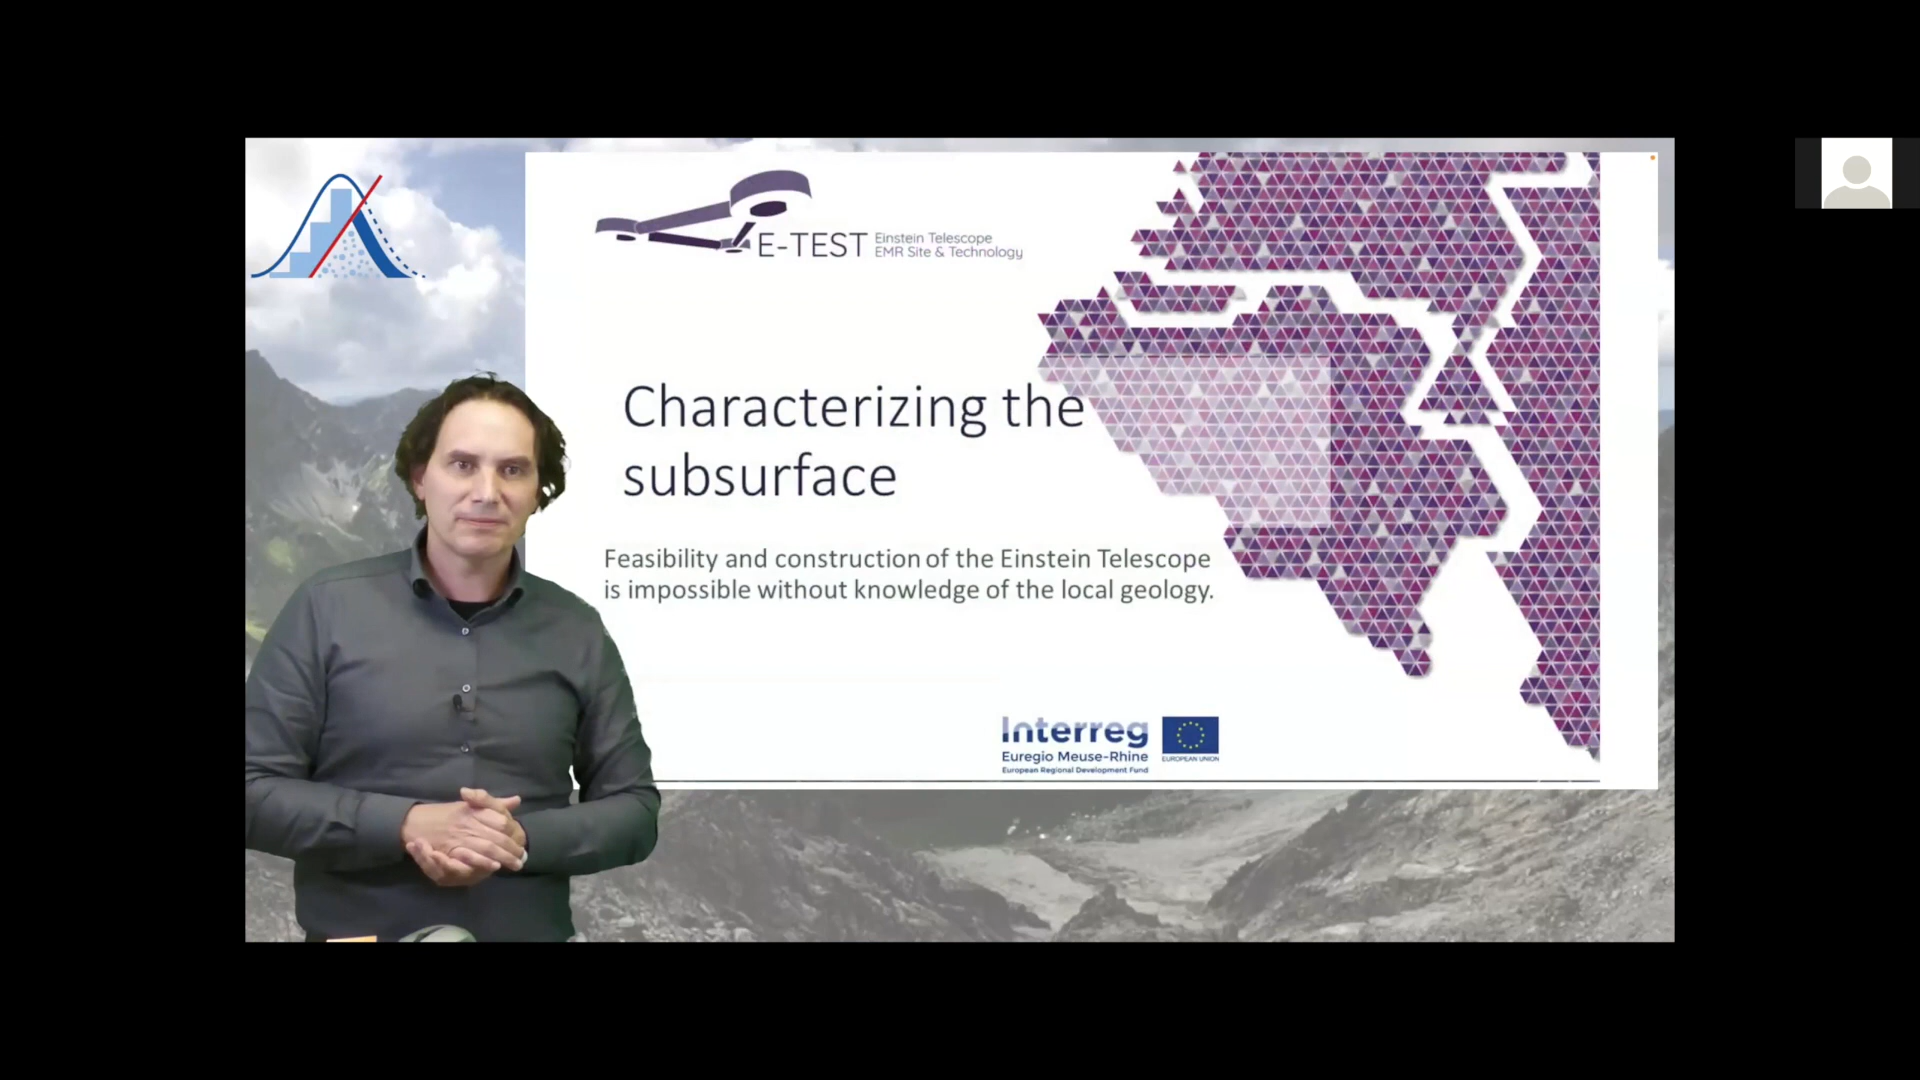 E-TEST
Einstein Telescope
EMR Site & Technology
Characterizing the
subsurface
Feasibility and construction of the Einstein Telescope
is impossible without knowledge of the local geology.
Interreg
Euregio Meuse-Rhine
European Regional Development Fund
EUROPEAN UNION